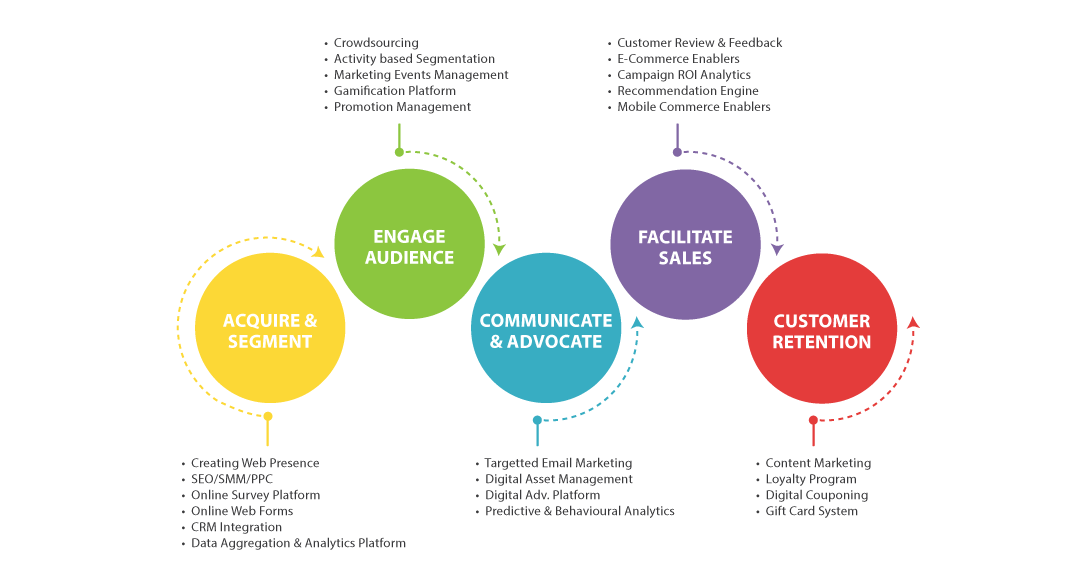 • Crowdsourcing
• Activity based Segmentation
• Marketing Events Management
• Gamification Platform
• Promotion Management
• Customer Review & Feedback
• E-Commerce Enablers
• Campaign ROI Analytics
• Recommendation Engine
• Mobile Commerce Enablers
ENGAGE
AUDIENCE
FACILITATE
SALES
ACQUIRE &
SEGMENT
COMMUNICATE
& ADVOCATE
CUSTOMER
RETENTION
• Creating Web Presence
• SEO/SMM/PPC
• Online Survey Platform
• Online Web Forms
• CRM Integration
• Data Aggregation & Analytics Platform
• Targetted Email Marketing
• Digital Asset Management
• Digital Adv. Platform
• Predictive & Behavioural Analytics
• Content Marketing
• Loyalty Program
• Digital Couponing
• Gift Card System